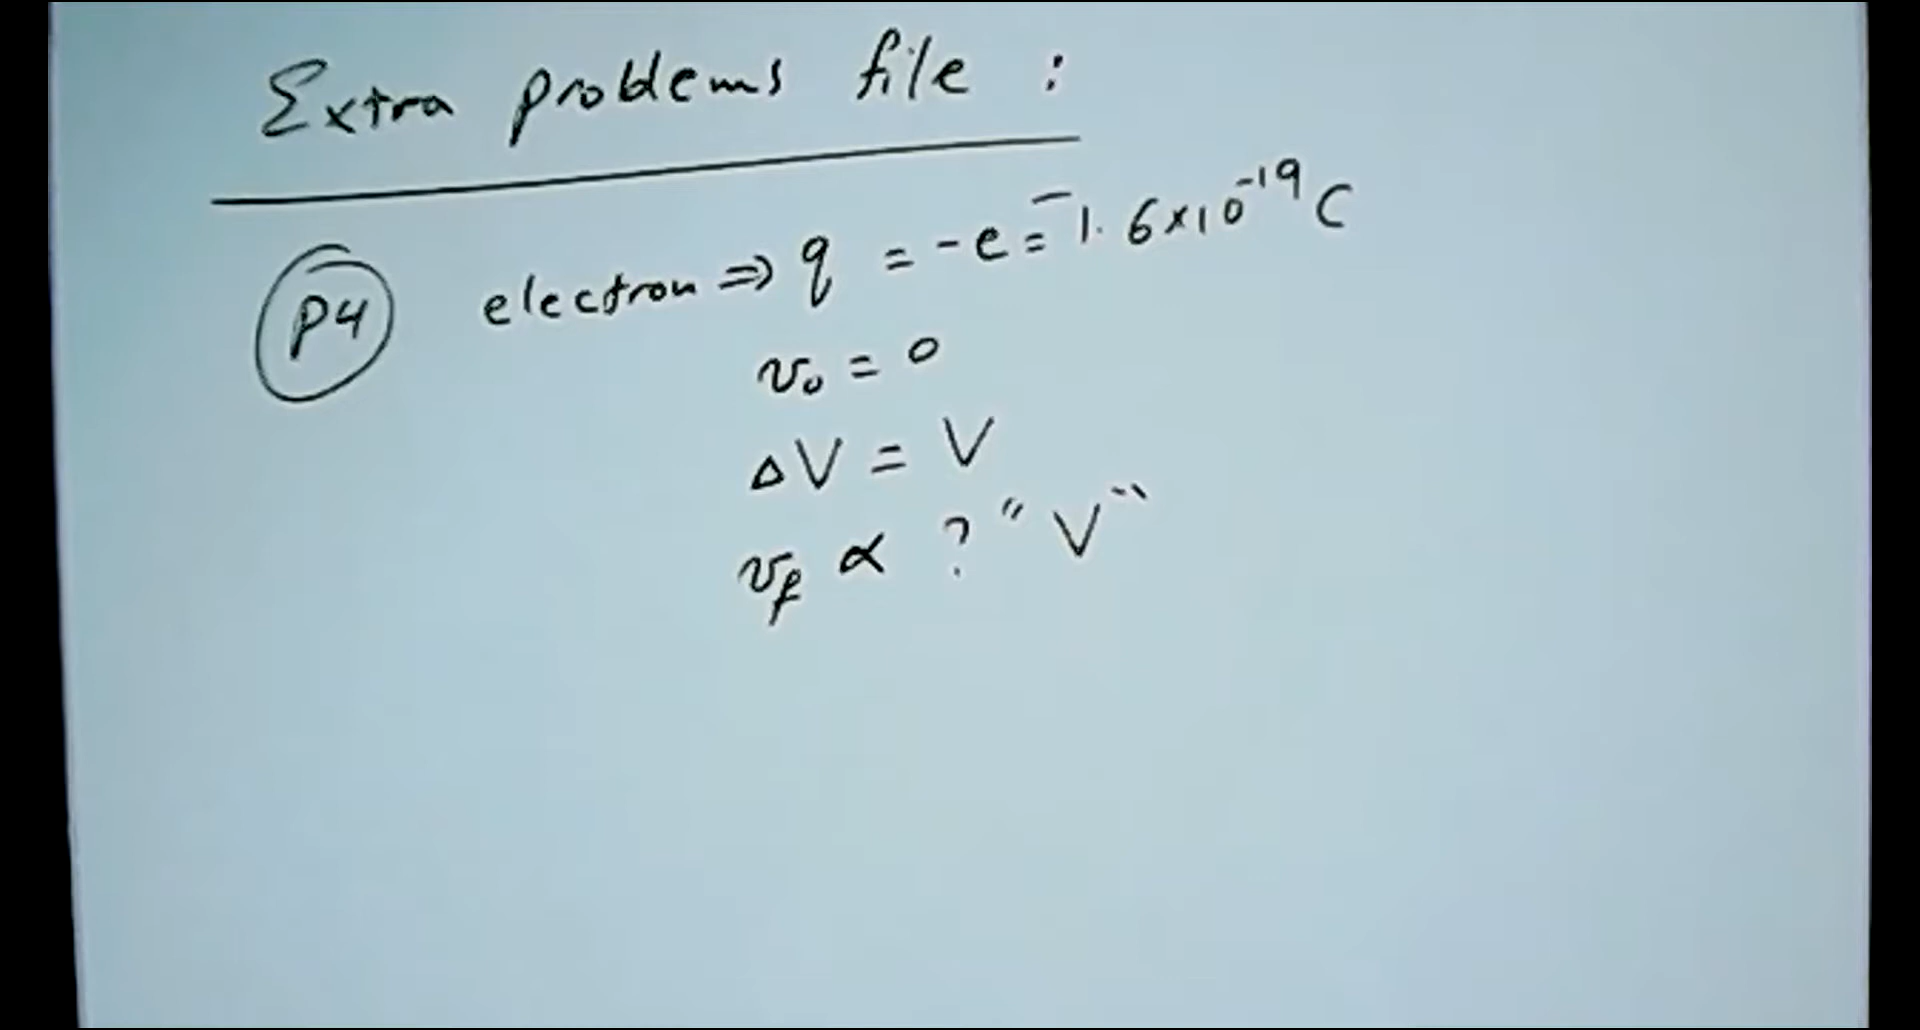 Extra problems file :
P4 electron ⇒ q = -e = -1.6×10⁻¹⁹ C
v₀ = 0
ΔV = V
v_f ∝ ? "V"